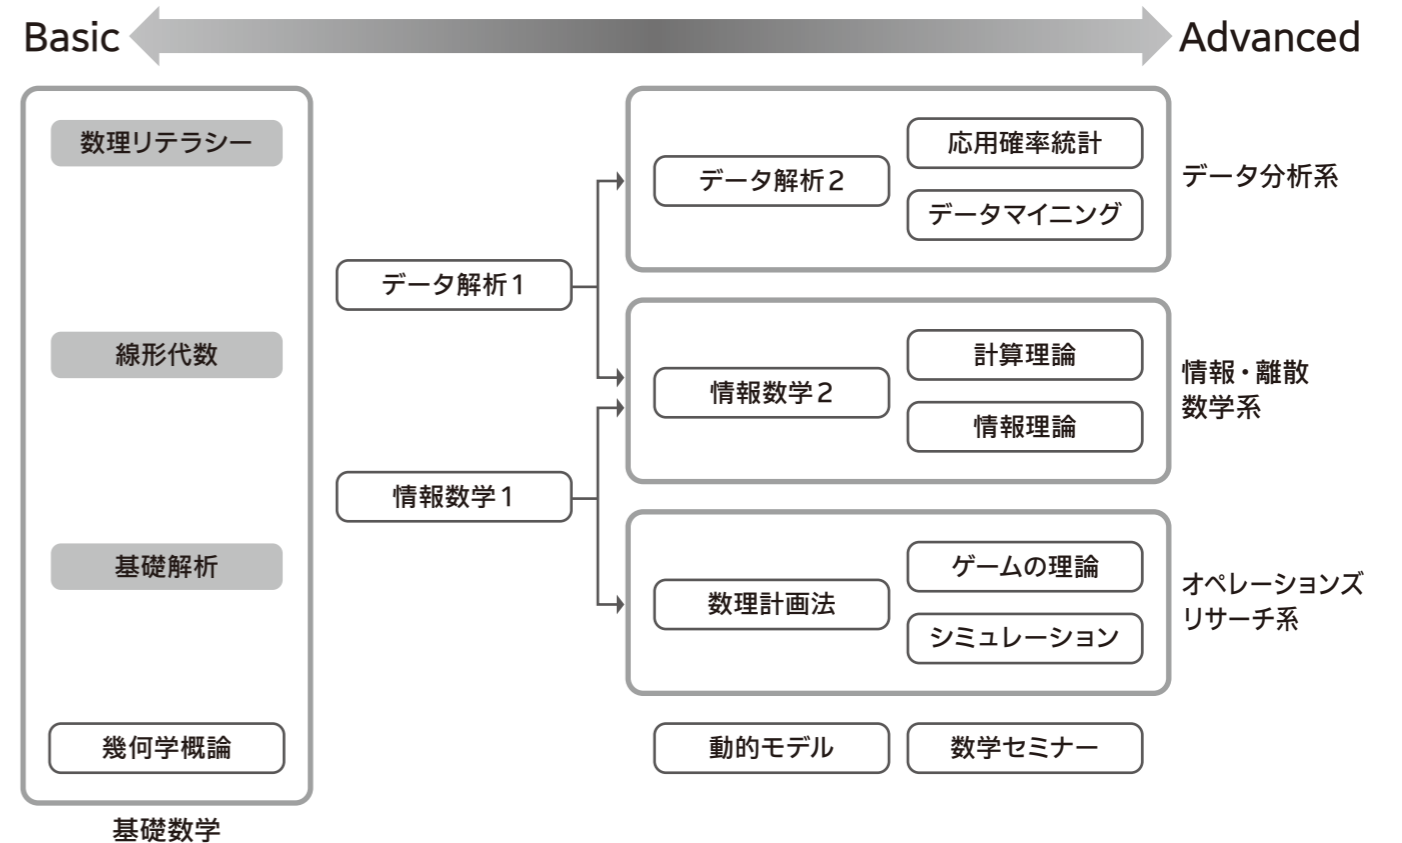 Basic
Advanced
数理リテラシー
線形代数
基礎解析
幾何学概論
基礎数学
データ解析1
情報数学1
データ解析2
応用確率統計
データマイニング
データ分析系
情報数学2
計算理論
情報理論
情報・離散
数学系
数理計画法
ゲームの理論
シミュレーション
オペレーションズ
リサーチ系
動的モデル
数学セミナー